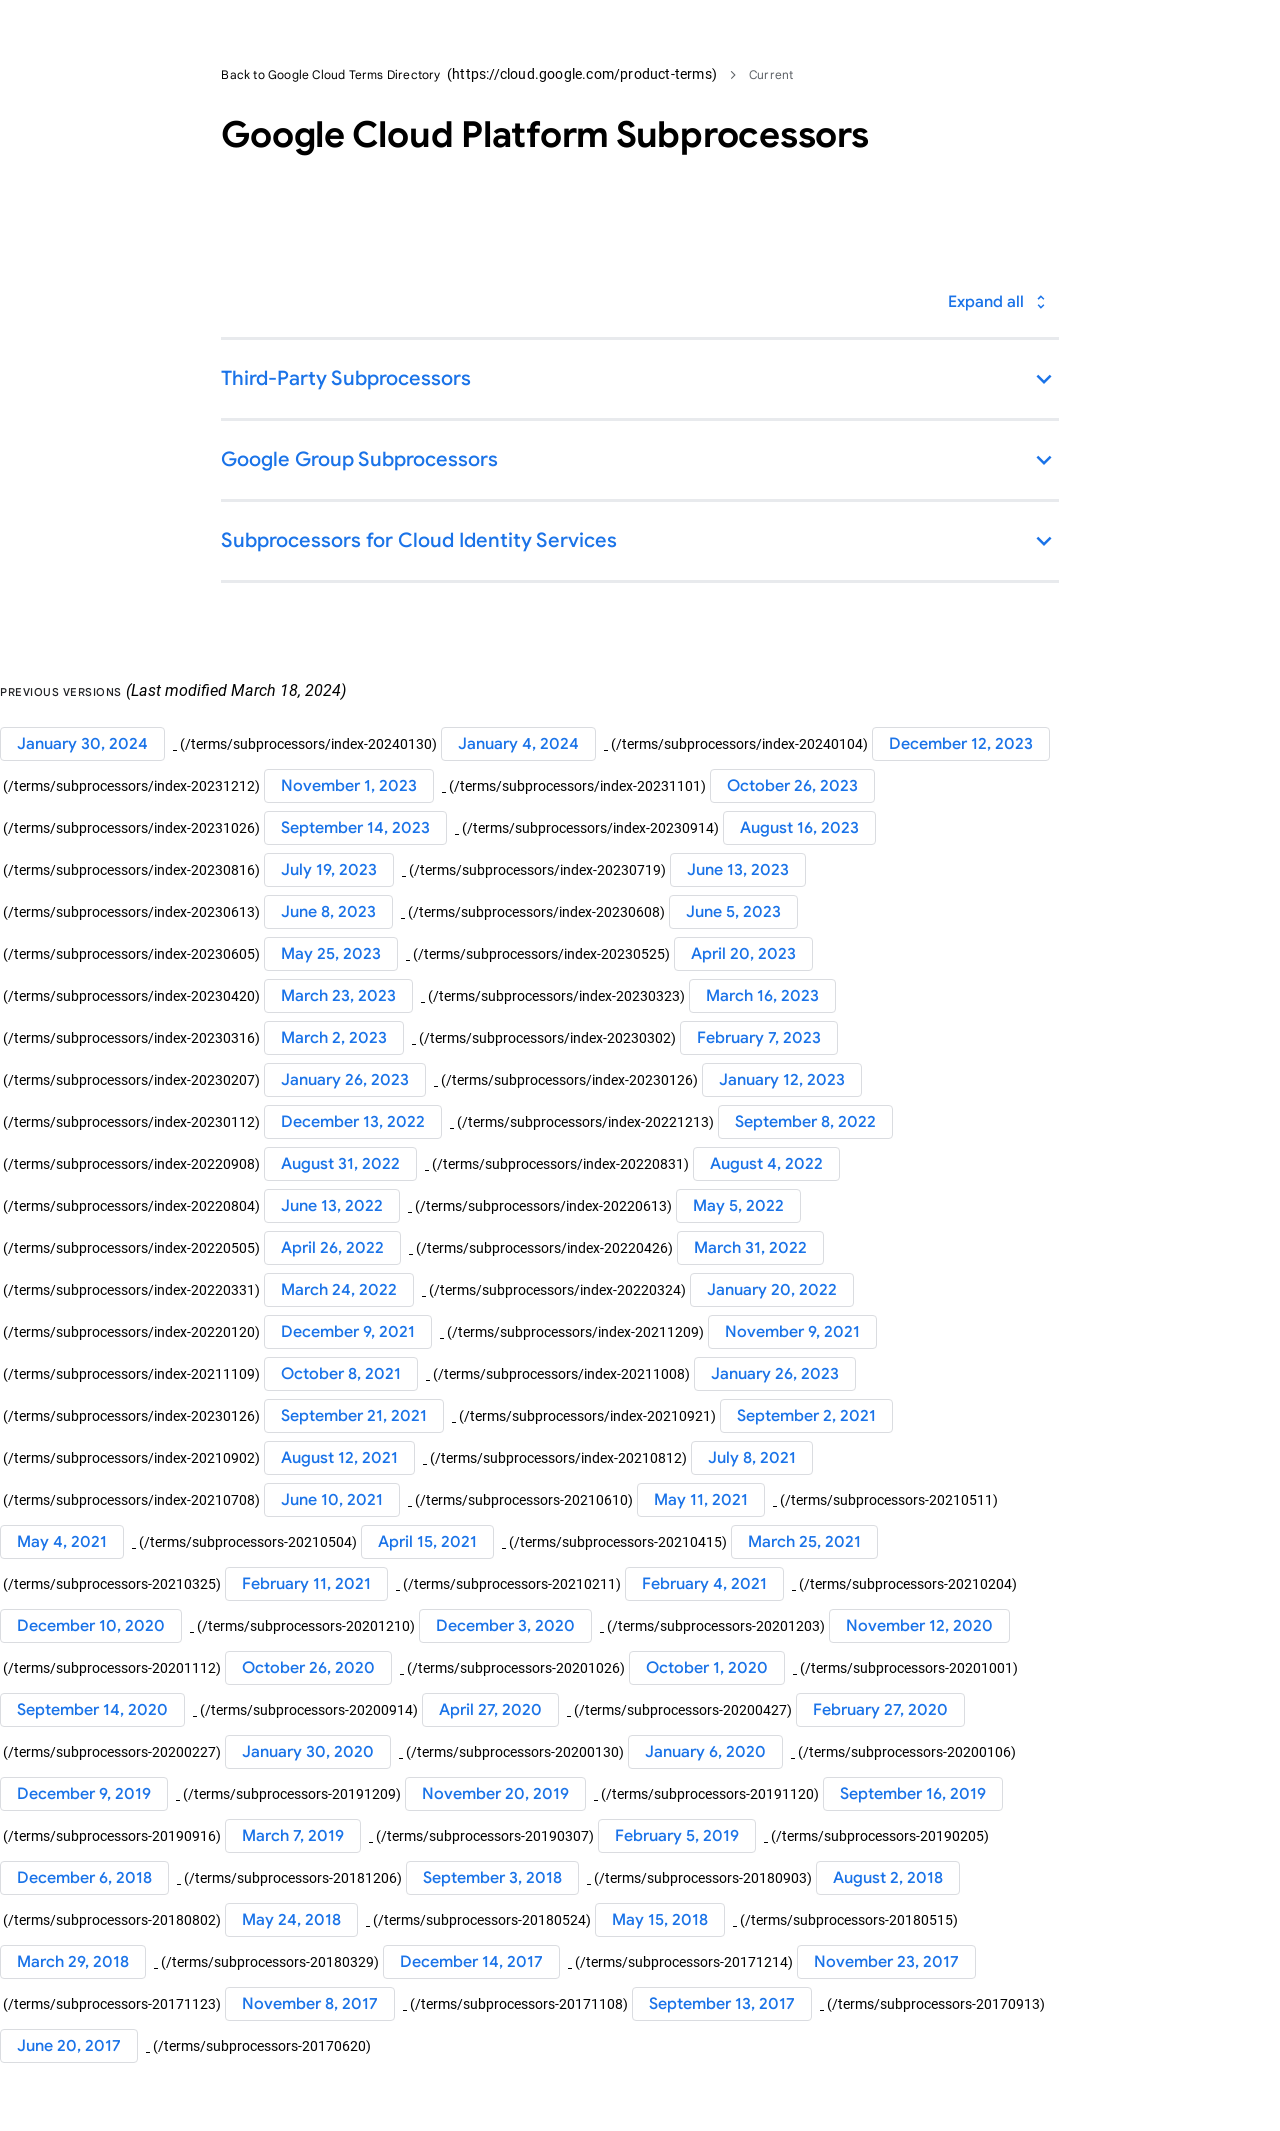 Back to Google Cloud Terms Directory (https://cloud.google.com/product-terms) > Current
Google Cloud Platform Subprocessors
Expand all
Third-Party Subprocessors
Google Group Subprocessors
Subprocessors for Cloud Identity Services
PREVIOUS VERSIONS (Last modified March 18, 2024)
January 30, 2024 (/terms/subprocessors/index-20240130) January 4, 2024 (/terms/subprocessors/index-20240104) December 12, 2023
(/terms/subprocessors/index-20231212) November 1, 2023 (/terms/subprocessors/index-20231101) October 26, 2023
(/terms/subprocessors/index-20231026) September 14, 2023 (/terms/subprocessors/index-20230914) August 16, 2023
(/terms/subprocessors/index-20230816) July 19, 2023 (/terms/subprocessors/index-20230719) June 13, 2023
(/terms/subprocessors/index-20230613) June 8, 2023 (/terms/subprocessors/index-20230608) June 5, 2023
(/terms/subprocessors/index-20230605) May 25, 2023 (/terms/subprocessors/index-20230525) April 20, 2023
(/terms/subprocessors/index-20230420) March 23, 2023 (/terms/subprocessors/index-20230323) March 16, 2023
(/terms/subprocessors/index-20230316) March 2, 2023 (/terms/subprocessors/index-20230302) February 7, 2023
(/terms/subprocessors/index-20230207) January 26, 2023 (/terms/subprocessors/index-20230126) January 12, 2023
(/terms/subprocessors/index-20230112) December 13, 2022 (/terms/subprocessors/index-20221213) September 8, 2022
(/terms/subprocessors/index-20220908) August 31, 2022 (/terms/subprocessors/index-20220831) August 4, 2022
(/terms/subprocessors/index-20220804) June 13, 2022 (/terms/subprocessors/index-20220613) May 5, 2022
(/terms/subprocessors/index-20220505) April 26, 2022 (/terms/subprocessors/index-20220426) March 31, 2022
(/terms/subprocessors/index-20220331) March 24, 2022 (/terms/subprocessors/index-20220324) January 20, 2022
(/terms/subprocessors/index-20220120) December 9, 2021 (/terms/subprocessors/index-20211209) November 9, 2021
(/terms/subprocessors/index-20211109) October 8, 2021 (/terms/subprocessors/index-20211008) January 26, 2023
(/terms/subprocessors/index-20230126) September 21, 2021 (/terms/subprocessors/index-20210921) September 2, 2021
(/terms/subprocessors/index-20210902) August 12, 2021 (/terms/subprocessors/index-20210812) July 8, 2021
(/terms/subprocessors/index-20210708) June 10, 2021 (/terms/subprocessors-20210610) May 11, 2021 (/terms/subprocessors-20210511)
May 4, 2021 (/terms/subprocessors-20210504) April 15, 2021 (/terms/subprocessors-20210415) March 25, 2021
(/terms/subprocessors-20210325) February 11, 2021 (/terms/subprocessors-20210211) February 4, 2021 (/terms/subprocessors-20210204)
December 10, 2020 (/terms/subprocessors-20201210) December 3, 2020 (/terms/subprocessors-20201203) November 12, 2020
(/terms/subprocessors-20201112) October 26, 2020 (/terms/subprocessors-20201026) October 1, 2020 (/terms/subprocessors-20201001)
September 14, 2020 (/terms/subprocessors-20200914) April 27, 2020 (/terms/subprocessors-20200427) February 27, 2020
(/terms/subprocessors-20200227) January 30, 2020 (/terms/subprocessors-20200130) January 6, 2020 (/terms/subprocessors-20200106)
December 9, 2019 (/terms/subprocessors-20191209) November 20, 2019 (/terms/subprocessors-20191120) September 16, 2019
(/terms/subprocessors-20190916) March 7, 2019 (/terms/subprocessors-20190307) February 5, 2019 (/terms/subprocessors-20190205)
December 6, 2018 (/terms/subprocessors-20181206) September 3, 2018 (/terms/subprocessors-20180903) August 2, 2018
(/terms/subprocessors-20180802) May 24, 2018 (/terms/subprocessors-20180524) May 15, 2018 (/terms/subprocessors-20180515)
March 29, 2018 (/terms/subprocessors-20180329) December 14, 2017 (/terms/subprocessors-20171214) November 23, 2017
(/terms/subprocessors-20171123) November 8, 2017 (/terms/subprocessors-20171108) September 13, 2017 (/terms/subprocessors-20170913)
June 20, 2017 (/terms/subprocessors-20170620)